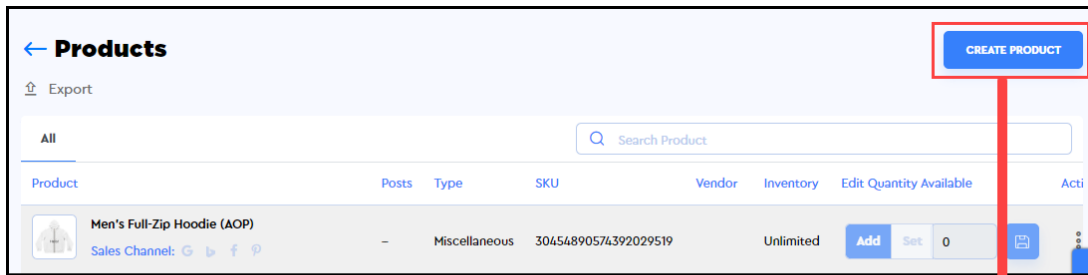 ← Products
CREATE PRODUCT
Export
All
Search Product
Product Posts Type SKU Vendor Inventory Edit Quantity Available Acti
Men's Full-Zip Hoodie (AOP)
Sales Channel:
– Miscellaneous 30454890574392029519 Unlimited Add Set 0